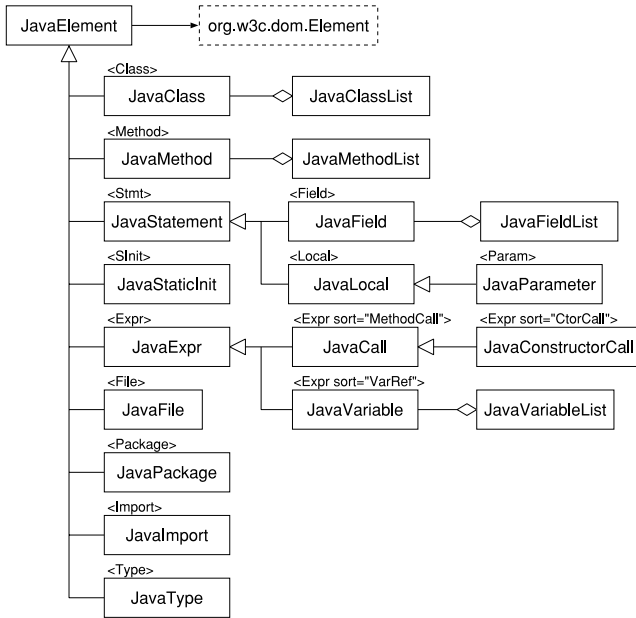 JavaElement
org.w3c.dom.Element
<Class>
JavaClass
JavaClassList
<Method>
JavaMethod
JavaMethodList
<Stmt>
<Field>
JavaStatement
JavaField
JavaFieldList
<SInit>
<Local>
<Param>
JavaStaticInit
JavaLocal
JavaParameter
<Expr>
<Expr sort="MethodCall">
<Expr sort="CtorCall">
JavaExpr
JavaCall
JavaConstructorCall
<File>
<Expr sort="VarRef">
JavaFile
JavaVariable
JavaVariableList
<Package>
JavaPackage
<Import>
JavaImport
<Type>
JavaType